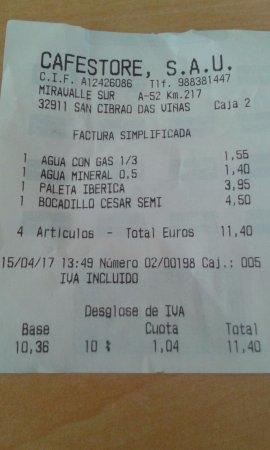 CAFESTORE, S.A.U.
C.I.F. A12426086 Tlf. 988381447
MIRAVALLE SUR A-52 Km.217
32911 SAN CIBRAO DAS VIÑAS Caja 2
FACTURA SIMPLIFICADA
1 AGUA CON GAS 1/3 1,55
1 AGUA MINERAL 0,5 1,40
1 PALETA IBERICA 3,95
1 BOCADILLO CESAR SEMI 4,50
4 Artículos - Total Euros 11,40
15/04/17 13:49 Número 02/00198 Caj.: 005
IVA INCLUIDO
Desglose de IVA
Base Cuota Total
10,36 10 % 1,04 11,40